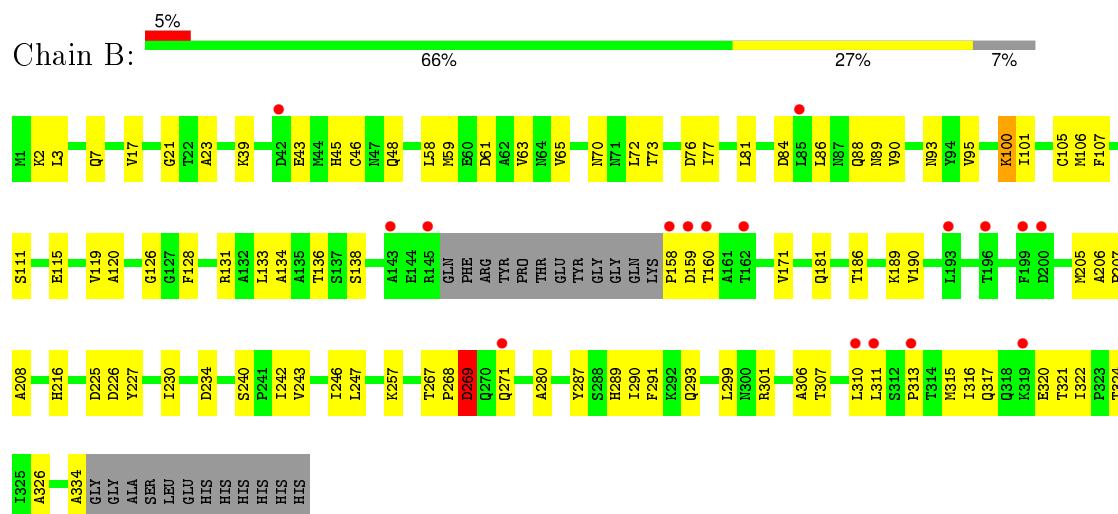 5%
Chain B:
66% 27% 7%
M1 K2 I3 Q7 V17 G21 T22 A23 K39 D42 E43 M44 H45 C46 N47 Q48 L58 M59 E60 D61 A62 V63 N64 V65 N70 N71 L72 T73 D76 I77 L81 D84 L85 L86 N87 Q88 N89 V90 N93 Y94 V95 K100 I101 G105 M106 F107
S111 E115 V119 A120 G126 G127 F128 R131 A132 L133 A134 A135 T136 S137 S138 A143 E144 R145 GLN PHE ARG TYR PRO THR GLU TYR GLY GLY GLN LYS P158 D159 T160 A161 T162 V171 Q181 T186 K189 V190 L193 T196 F199 D200 M205 A206 P207
A208 H216 D225 D226 Y227 I230 D234 S240 P241 I242 V243 I246 L247 K257 T267 P268 D269 Q270 Q271 A280 Y287 S288 H289 I290 F291 K292 Q293 L299 N300 R301 A306 T307 L310 L311 S312 P313 T314 M315 I316 Q317 Q318 K319 E320 T321 I322 P323 T324
I325 A326 A334 GLY GLY ALA SER LEU GLU HIS HIS HIS HIS HIS HIS